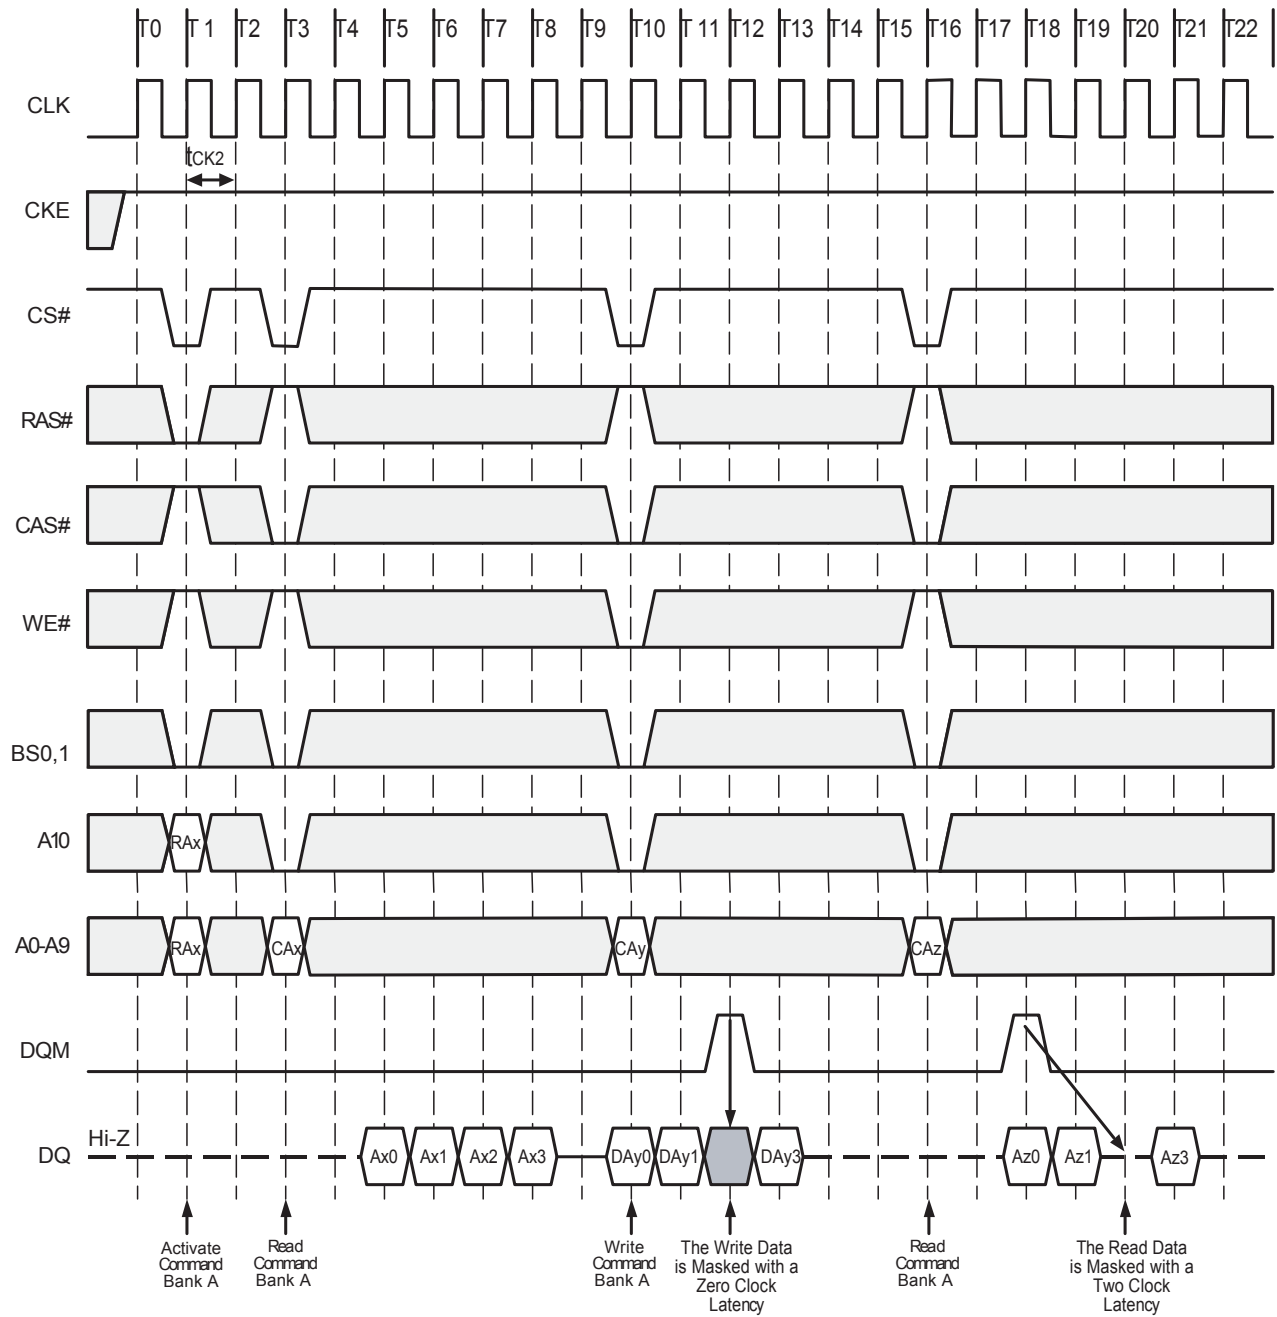 T0 T 1 T2 T3 T4 T5 T6 T7 T8 T9 T10 T 11 T12 T13 T14 T15 T16 T17 T18 T19 T20 T21 T22
CLK
tCK2
CKE
CS#
RAS#
CAS#
WE#
BS0,1
A10 RAx
A0-A9 RAx CAx CAy CAz
DQM
Hi-Z
DQ Ax0 Ax1 Ax2 Ax3 DAy0 DAy1 DAy3 Az0 Az1 Az3
Activate
Command
Bank A
Read
Command
Bank A
Write
Command
Bank A
The Write Data
is Masked with a
Zero Clock
Latency
Read
Command
Bank A
The Read Data
is Masked with a
Two Clock
Latency